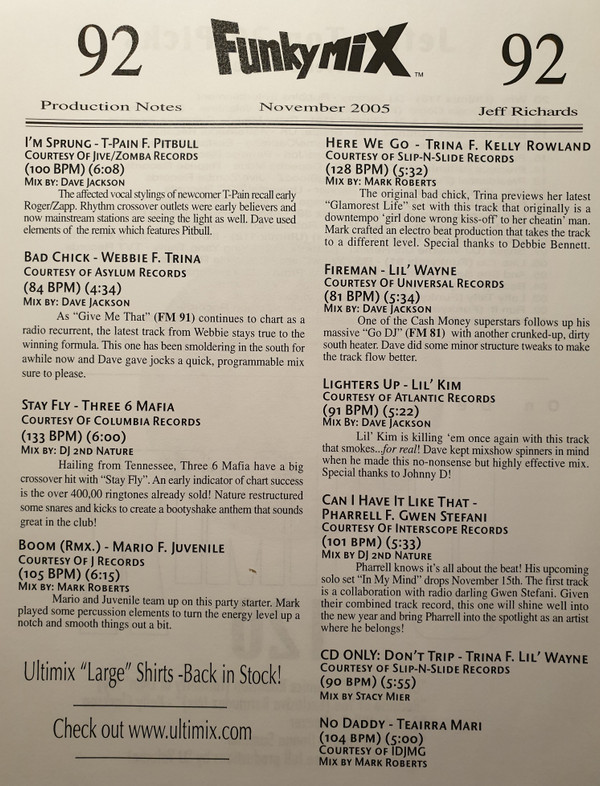 92
FunkymiX™
92
Production Notes
November 2005
Jeff Richards
I'm Sprung - T-Pain F. Pitbull
Courtesy Of Jive/Zomba Records
(100 BPM) (6:08)
Mix by: Dave Jackson
The affected vocal stylings of newcomer T-Pain recall early
Roger/Zapp. Rhythm crossover outlets were early believers and
now mainstream stations are seeing the light as well. Dave used
elements of the remix which features Pitbull.
Bad Chick - Webbie F. Trina
Courtesy of Asylum Records
(84 BPM) (4:34)
Mix by: Dave Jackson
As “Give Me That” (FM 91) continues to chart as a
radio recurrent, the latest track from Webbie stays true to the
winning formula. This one has been smoldering in the south for
awhile now and Dave gave jocks a quick, programmable mix
sure to please.
Stay Fly - Three 6 Mafia
Courtesy Of Columbia Records
(133 BPM) (6:00)
Mix by: DJ 2nd Nature
Hailing from Tennessee, Three 6 Mafia have a big
crossover hit with “Stay Fly”. An early indicator of chart success
is the over 400,00 ringtones already sold! Nature restructured
some snares and kicks to create a bootyshake anthem that sounds
great in the club!
Boom (Rmx.) - Mario F. Juvenile
Courtesy Of J Records
(105 BPM) (6:15)
Mix by: Mark Roberts
Mario and Juvenile team up on this party starter. Mark
played some percussion elements to turn the energy level up a
notch and smooth things out a bit.
Ultimix “Large” Shirts -Back in Stock!
Check out www.ultimix.com
Here We Go - Trina F. Kelly Rowland
Courtesy of Slip-N-Slide Records
(128 BPM) (5:32)
Mix by: Mark Roberts
The original bad chick, Trina previews her latest
“Glamorest Life” set with this track that originally is a
downtempo ‘girl done wrong kiss-off’ to her cheatin’ man.
Mark crafted an electro beat production that takes the track
to a different level. Special thanks to Debbie Bennett.
Fireman - Lil’ Wayne
Courtesy Of Universal Records
(81 BPM) (5:34)
Mix by: Dave Jackson
One of the Cash Money superstars follows up his
massive “Go DJ” (FM 81) with another crunked-up, dirty
south heater. Dave did some minor structure tweaks to make
the track flow better.
Lighters Up - Lil’ Kim
Courtesy of Atlantic Records
(91 BPM) (5:22)
Mix By: Dave Jackson
Lil’ Kim is killing ‘em once again with this track
that smokes...for real! Dave kept mixshow spinners in mind
when he made this no-nonsense but highly effective mix.
Special thanks to Johnny D!
Can I Have It Like That -
Pharrell F. Gwen Stefani
Courtesy Of Interscope Records
(101 BPM) (5:33)
Mix by DJ 2nd Nature
Pharrell knows it’s all about the beat! His upcoming
solo set “In My Mind” drops November 15th. The first track
is a collaboration with radio darling Gwen Stefani. Given
their combined track record, this one will shine well into
the new year and bring Pharrell into the spotlight as an artist
where he belongs!
CD Only: Don’t Trip - Trina F. Lil’ Wayne
Courtesy of Slip-N-Slide Records
(90 BPM) (5:55)
Mix by Stacy Mier
No Daddy - Teairra Mari
(104 BPM) (5:00)
Courtesy of IDJMG
Mix by Mark Roberts